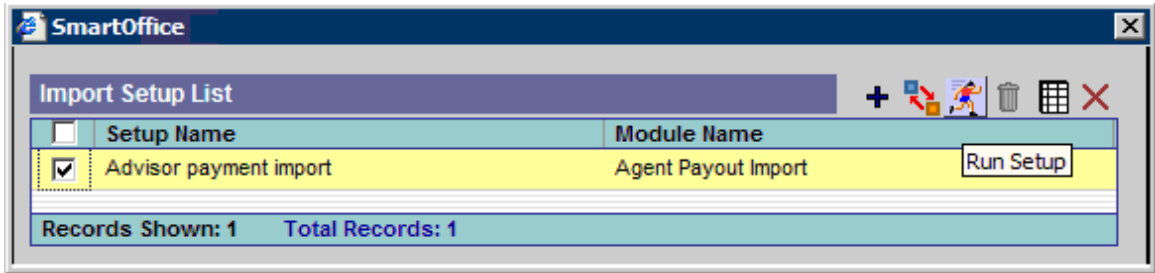 SmartOffice
Import Setup List
Setup Name Module Name
Advisor payment import Agent Payout Import
Run Setup
Records Shown: 1 Total Records: 1